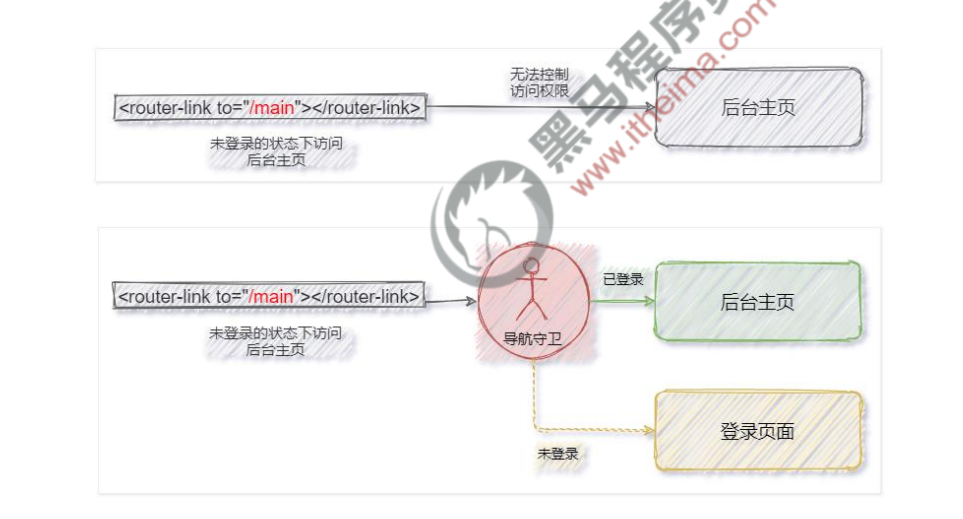 无法控制
访问权限
<router-link to="/main"></router-link>
后台主页
未登录的状态下访问
后台主页
黑马程序员
www.itheima.com
已登录
<router-link to="/main"></router-link>
后台主页
未登录的状态下访问
后台主页
导航守卫
登录页面
未登录